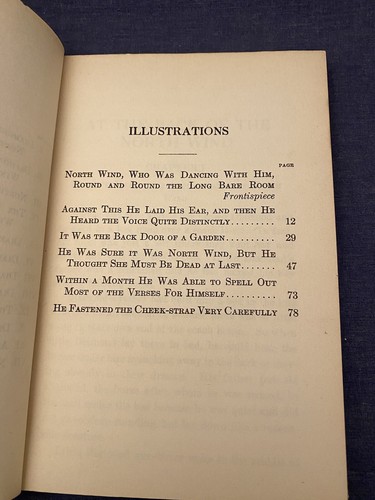 ILLUSTRATIONS
PAGE
North Wind, Who Was Dancing With Him,
Round and Round the Long Bare Room
Frontispiece
Against This He Laid His Ear, and then He
Heard the Voice Quite Distinctly......... 12
It Was the Back Door of a Garden.......... 29
He Was Sure it Was North Wind, But He
Thought She Must Be Dead at Last....... 47
Within a Month He Was Able to Spell Out
Most of the Verses For Himself.......... 73
He Fastened the Cheek-strap Very Carefully 78